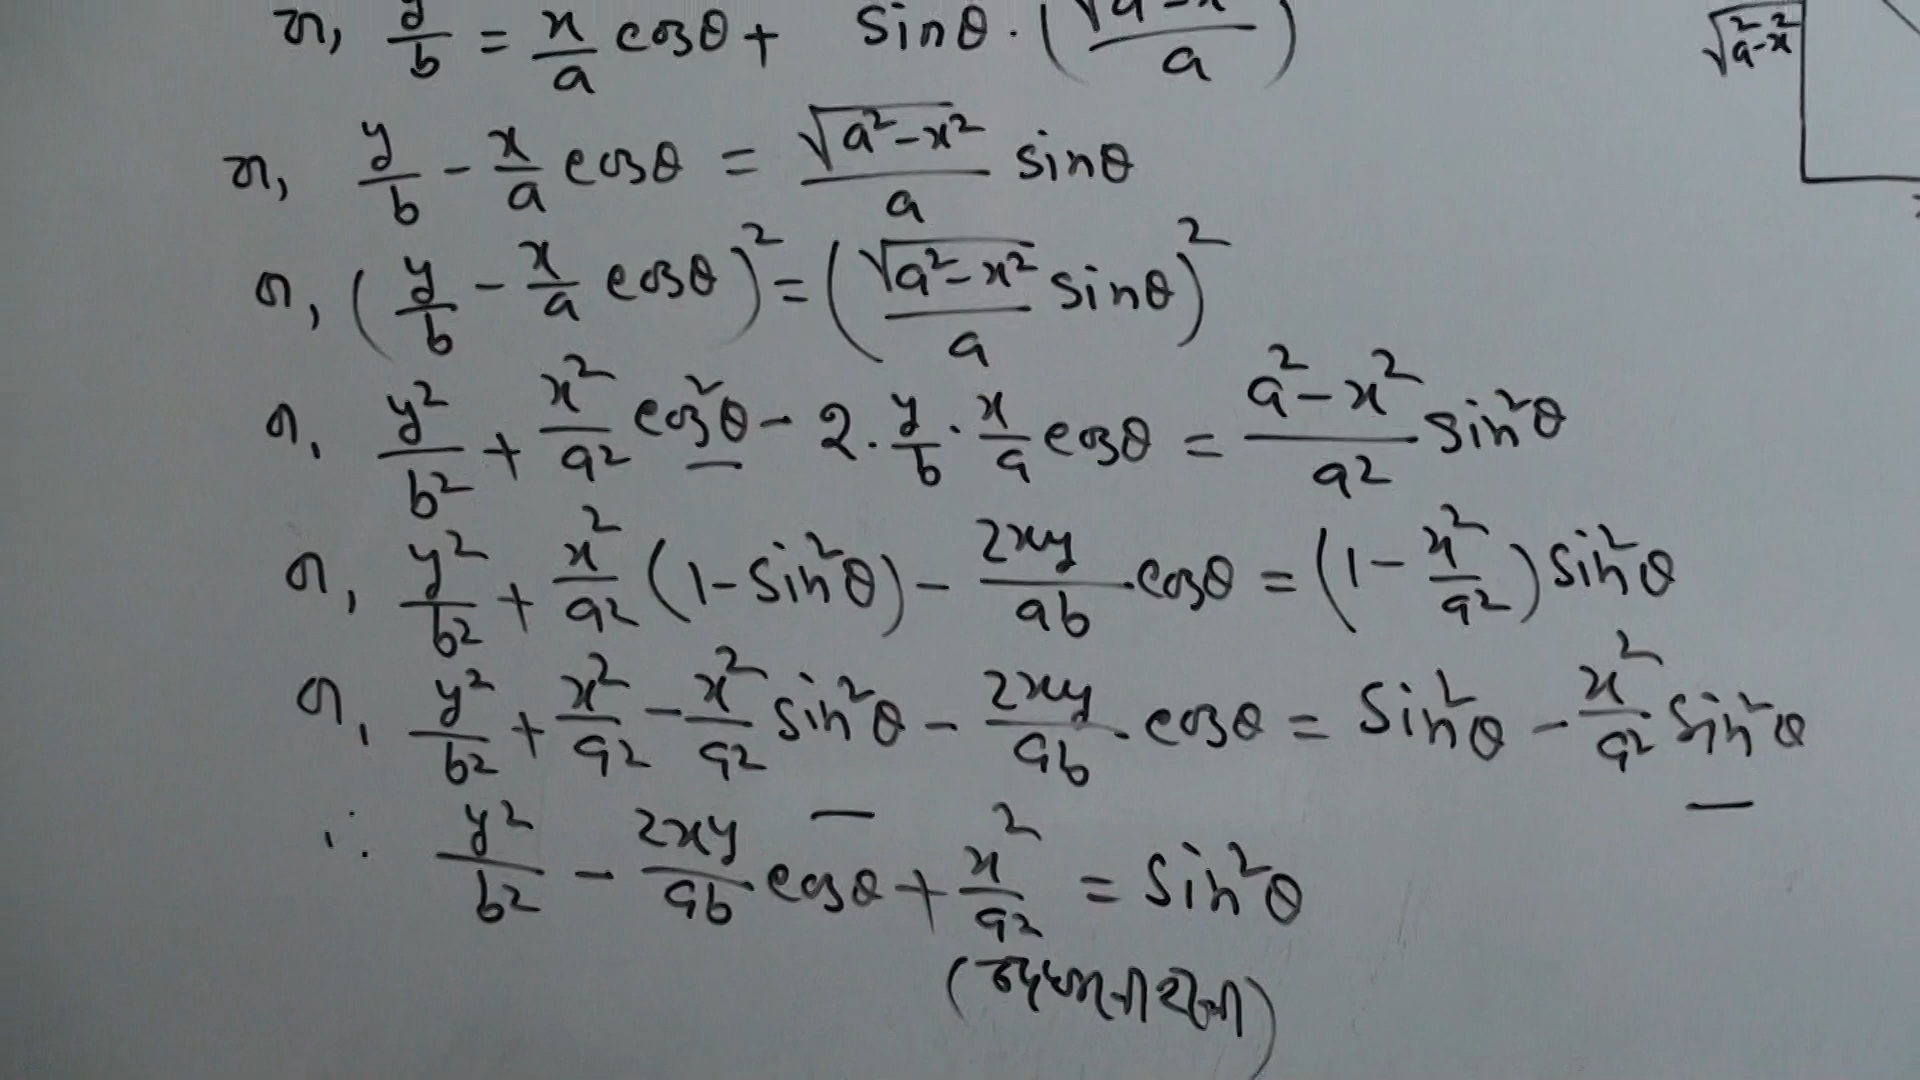 বা, y/b = x/a cosθ + sinθ · (√a²-x²/a)
√a²-x²
বা, y/b - x/a cosθ = √a²-x²/a sinθ
বা, (y/b - x/a cosθ)² = (√a²-x²/a sinθ)²
বা, y²/b² + x²/a² cos²θ - 2 · y/b · x/a cosθ = a²-x²/a² sin²θ
বা, y²/b² + x²/a² (1 - sin²θ) - 2xy/ab · cosθ = (1 - x²/a²) sin²θ
বা, y²/b² + x²/a² - x²/a² sin²θ - 2xy/ab · cosθ = sin²θ - x²/a² sin²θ
∴ y²/b² - 2xy/ab cosθ + x²/a² = sin²θ